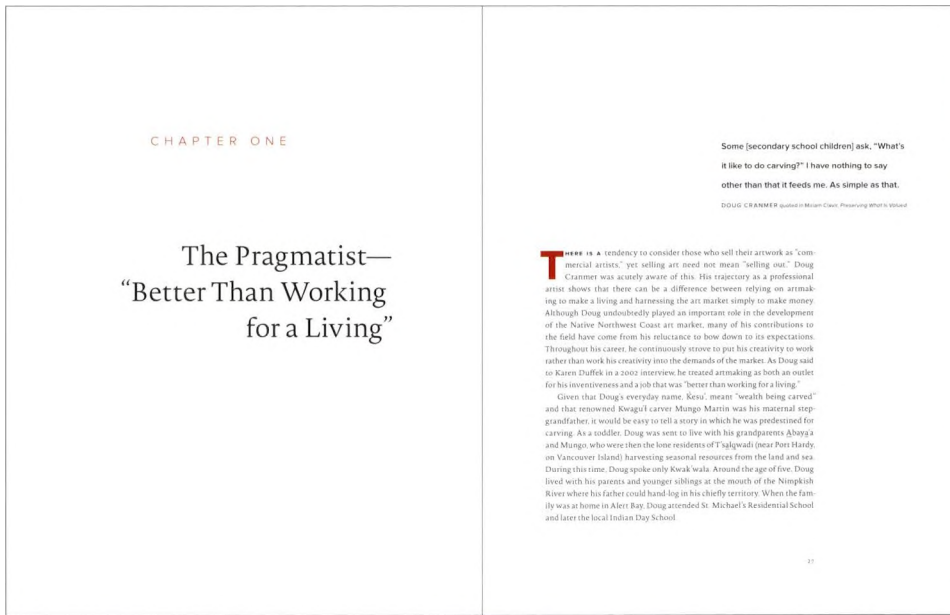 CHAPTER ONE
The Pragmatist—
“Better Than Working
for a Living”
Some [secondary school children] ask, “What’s
it like to do carving?” I have nothing to say
other than that it feeds me. As simple as that.
DOUG CRANMER quoted in Miriam Clavir, Preserving What Is Valued
THERE IS A tendency to consider those who sell their artwork as “com-
mercial artists,” yet selling art need not mean “selling out.” Doug
Cranmer was acutely aware of this. His trajectory as a professional
artist shows that there can be a difference between relying on artmak-
ing to make a living and harnessing the art market simply to make money.
Although Doug undoubtedly played an important role in the development
of the Native Northwest Coast art market, many of his contributions to
the field have come from his reluctance to bow down to its expectations.
Throughout his career, he continuously strove to put his creativity to work
rather than work his creativity into the demands of the market. As Doug said
to Karen Duffek in a 2002 interview, he treated artmaking as both an outlet
for his inventiveness and a job that was “better than working for a living.”
Given that Doug’s everyday name, Ḱesu’, meant “wealth being carved”
and that renowned Kwagu’ł carver Mungo Martin was his maternal step-
grandfather, it would be easy to tell a story in which he was predestined for
carving. As a toddler, Doug was sent to live with his grandparents A̱baya̱’a
and Mungo, who were then the lone residents of T’sa̱lg̱wadi (near Port Hardy,
on Vancouver Island) harvesting seasonal resources from the land and sea.
During this time, Doug spoke only Kwak’wala. Around the age of five, Doug
lived with his parents and younger siblings at the mouth of the Nimpkish
River where his father could hand-log in his chiefly territory. When the fam-
ily was at home in Alert Bay, Doug attended St. Michael’s Residential School
and later the local Indian Day School.